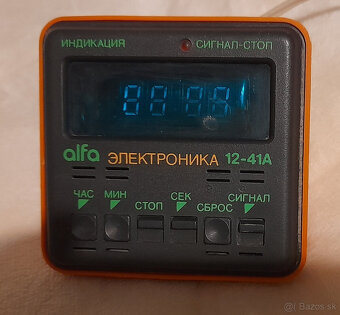 ИНДИКАЦИЯ СИГНАЛ-СТОП
alfa ЭЛЕКТРОНИКА 12-41А
ЧАС МИН СТОП СЕК СБРОС СИГНАЛ
© Bazos.sk